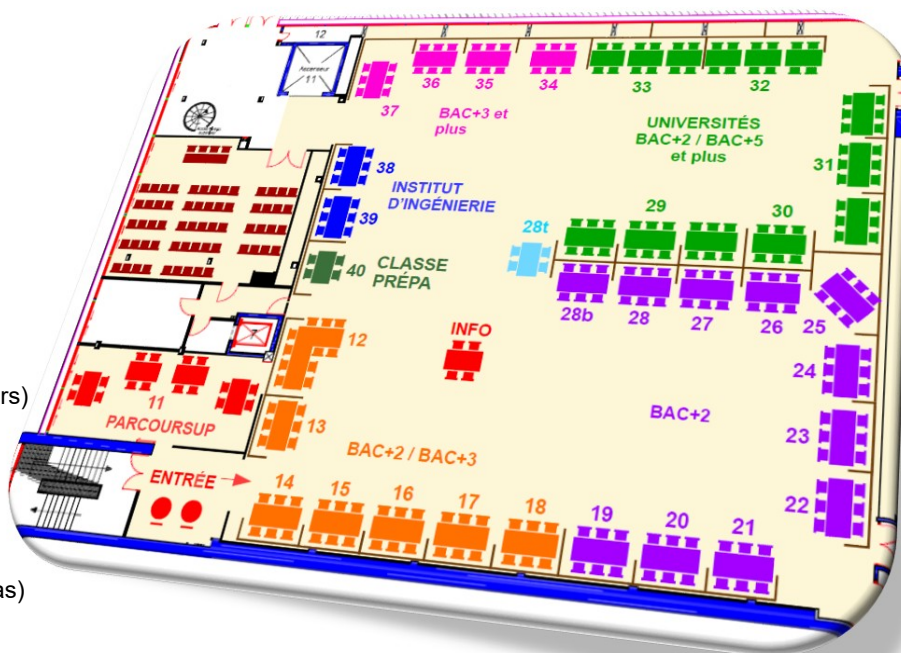 12
Ascenseur
11
36
35
34
33
32
37
BAC+3 et
plus
UNIVERSITÉS
BAC+2 / BAC+5
et plus
31
38
INSTITUT
D'INGÉNIERIE
39
28t
29
30
40
CLASSE
PRÉPA
28b
28
27
26
25
INFO
12
7
24
11
PARCOURSUP
13
BAC+2
23
BAC+2 / BAC+3
ENTRÉE
14
15
16
17
18
19
20
21
22
rs)
as)